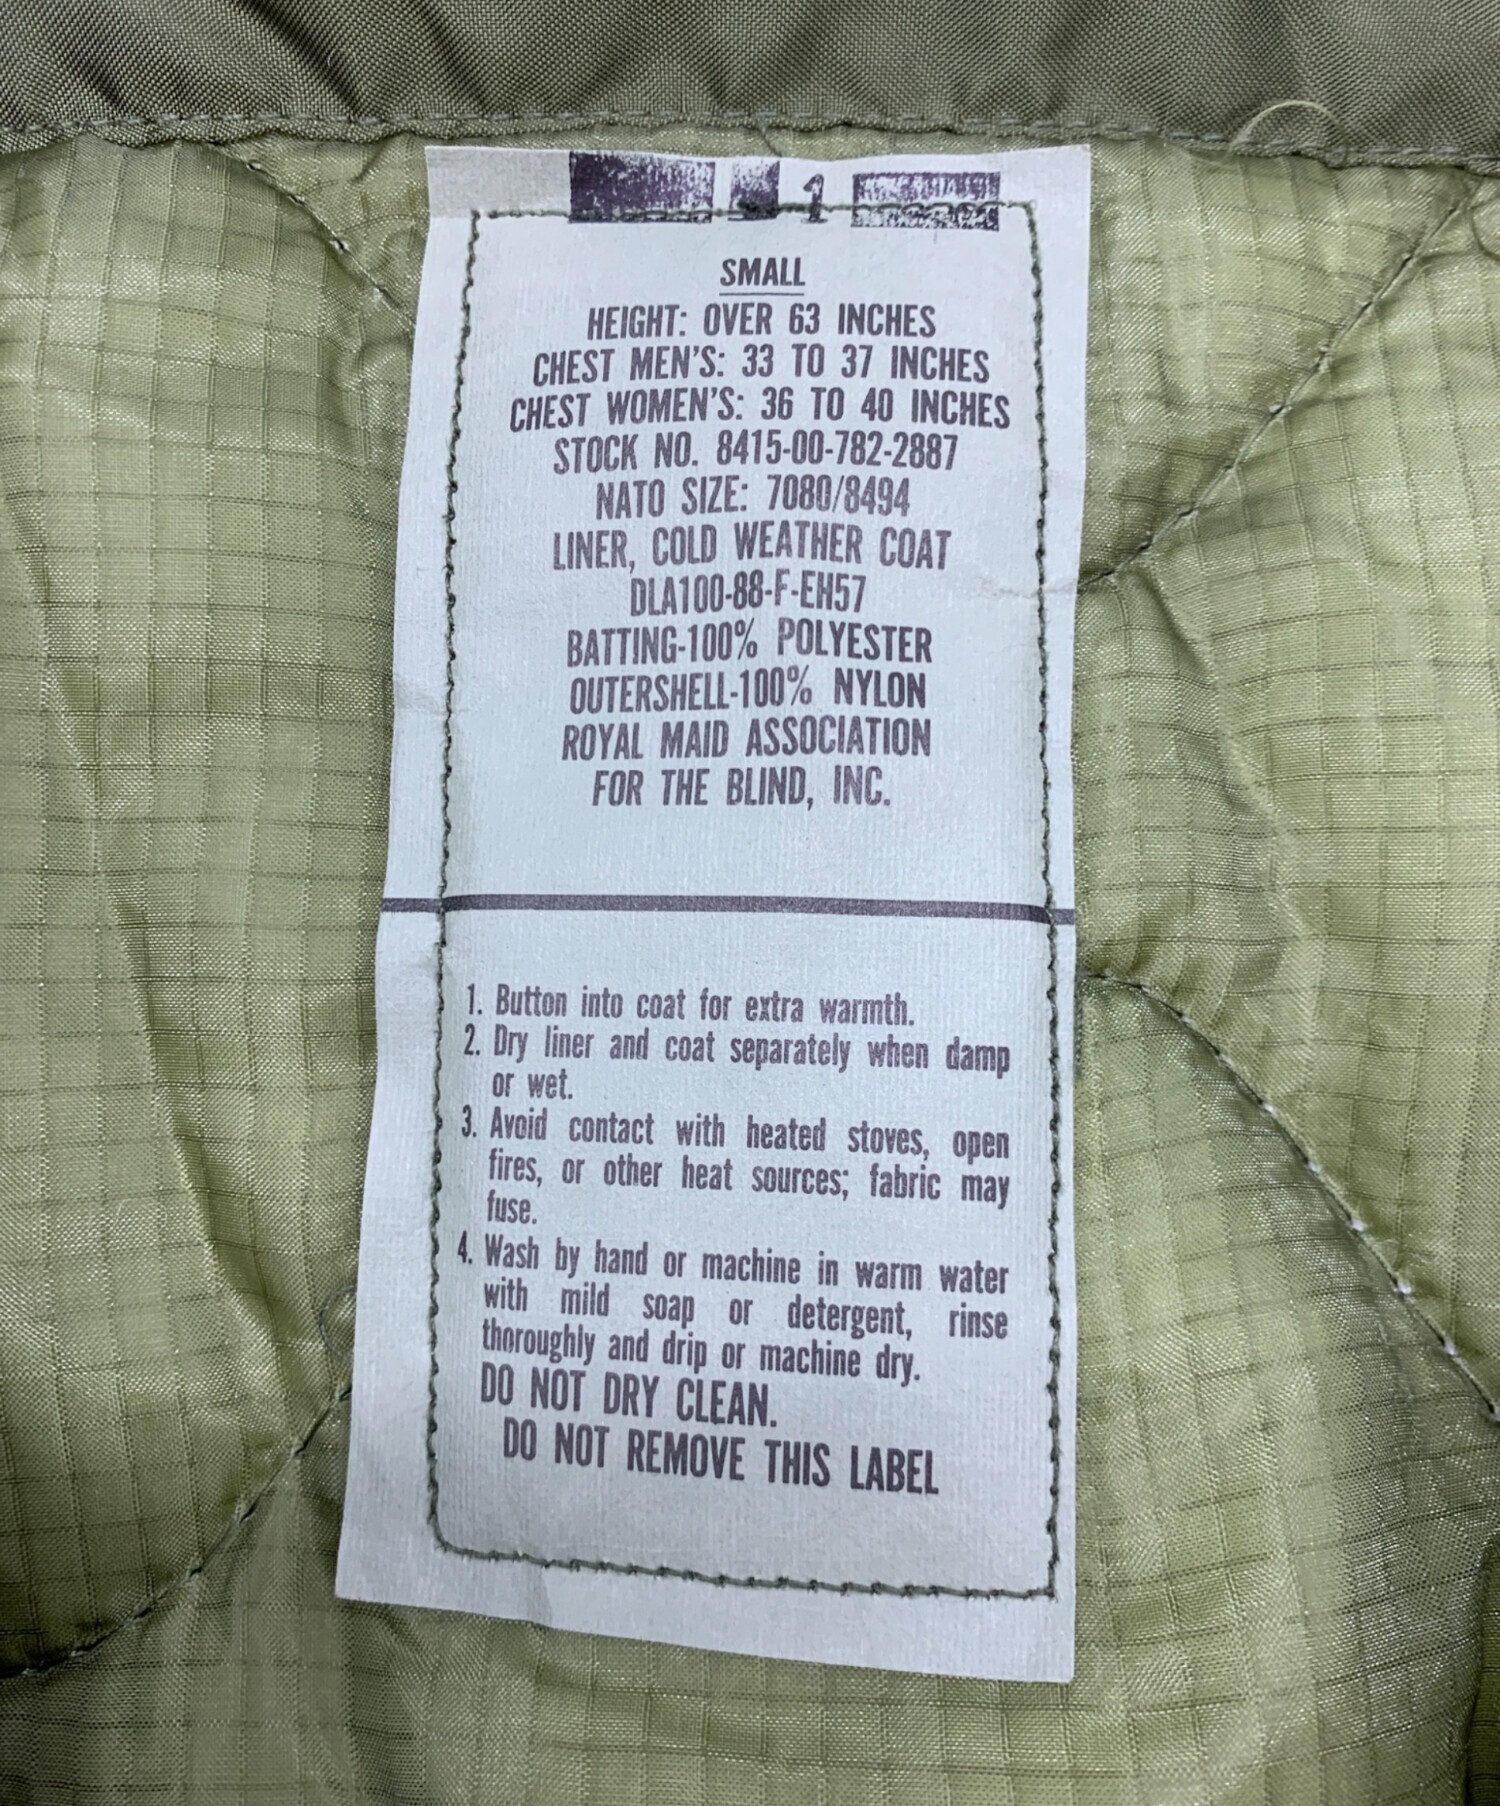 1
SMALL
HEIGHT: OVER 63 INCHES
CHEST MEN'S: 33 TO 37 INCHES
CHEST WOMEN'S: 36 TO 40 INCHES
STOCK NO. 8415-00-782-2887
NATO SIZE: 7080/8494
LINER, COLD WEATHER COAT
DLA100-88-F-EH57
BATTING-100% POLYESTER
OUTERSHELL-100% NYLON
ROYAL MAID ASSOCIATION
FOR THE BLIND, INC.
1. Button into coat for extra warmth.
2. Dry liner and coat separately when damp
or wet.
3. Avoid contact with heated stoves, open
fires, or other heat sources; fabric may
fuse.
4. Wash by hand or machine in warm water
with mild soap or detergent, rinse
thoroughly and drip or machine dry.
DO NOT DRY CLEAN.
DO NOT REMOVE THIS LABEL